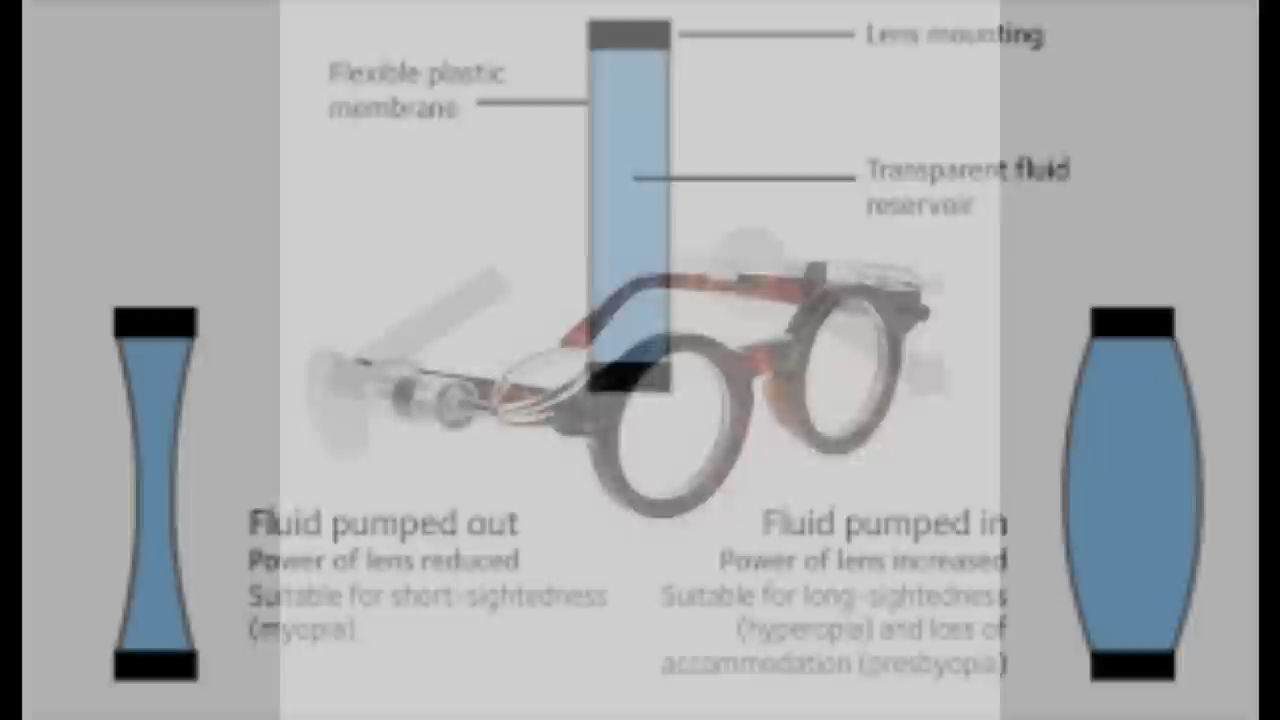 Lens mounting
Flexible plastic
membrane
Transparent fluid
reservoir
Fluid pumped out
Power of lens reduced
Suitable for short-sightedness
(myopia)
Fluid pumped in
Power of lens increased
Suitable for long-sightedness
(hyperopia) and loss of
accommodation (presbyopia)